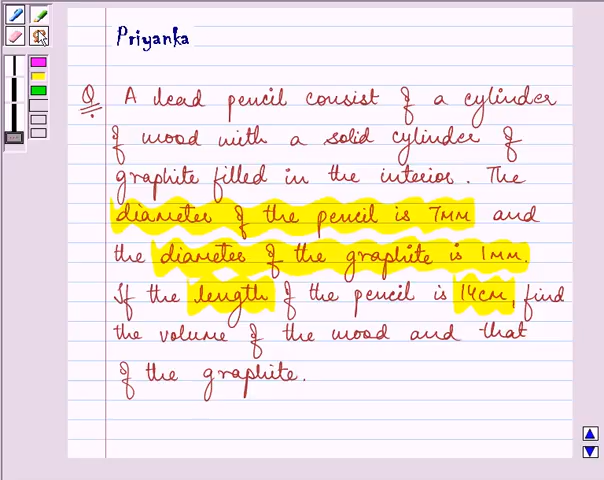 Priyanka
Q A lead pencil consist of a cylinder
of wood with a solid cylinder of
graphite filled in the interior. The
diameter of the pencil is 7mm and
the diameter of the graphite is 1mm.
If the length of the pencil is 14cm, find
the volume of the wood and that
of the graphite.